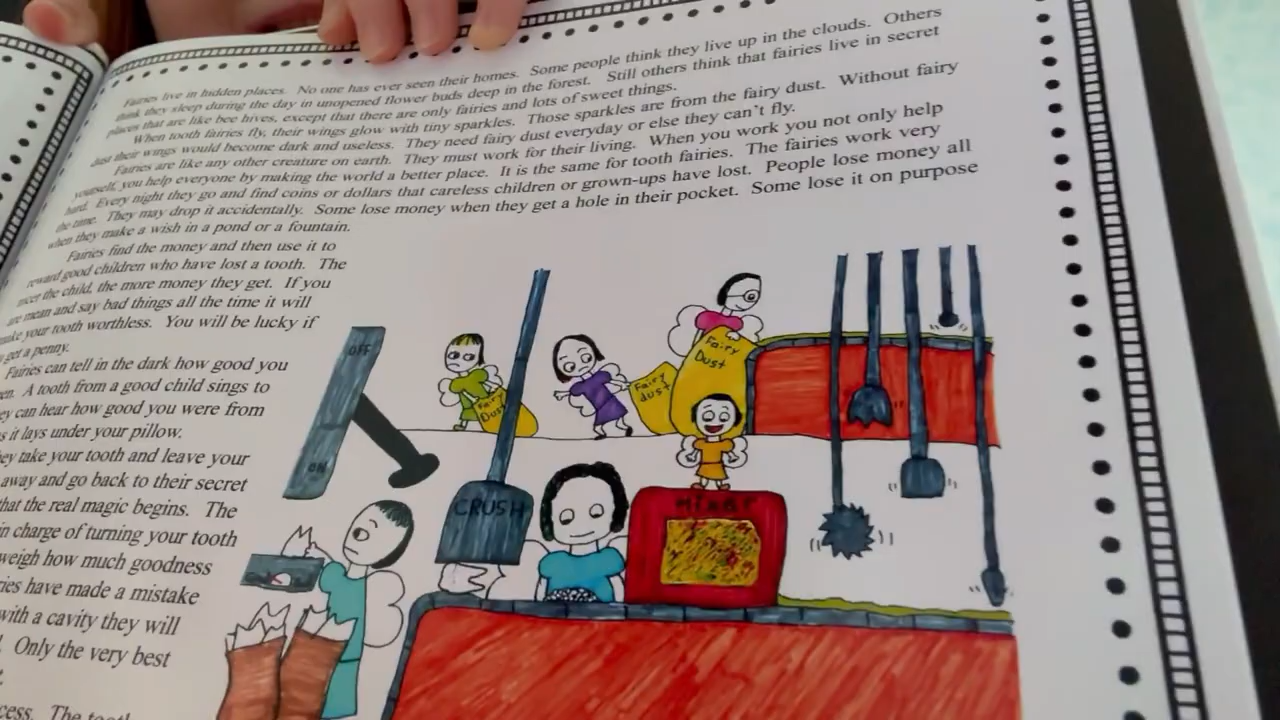 Fairies live in hidden places. No one has ever seen their homes. Some people think they live up in the clouds. Others
think they sleep during the day in unopened flower buds deep in the forest. Still others think that fairies live in secret
places that are like bee hives, except that there are only fairies and lots of sweet things.
When tooth fairies fly, their wings glow with tiny sparkles. Those sparkles are from the fairy dust. Without fairy
dust their wings would become dark and useless. They need fairy dust everyday or else they can't fly.
Fairies are like any other creature on earth. They must work for their living. When you work you not only help
yourself, you help everyone by making the world a better place. It is the same for tooth fairies. The fairies work very
hard. Every night they go and find coins or dollars that careless children or grown-ups have lost. People lose money all
the time. They may drop it accidentally. Some lose money when they get a hole in their pocket. Some lose it on purpose
when they make a wish in a pond or a fountain.
Fairies find the money and then use it to
reward good children who have lost a tooth. The
nicer the child, the more money they get. If you
are mean and say bad things all the time it will
make your tooth worthless. You will be lucky if
get a penny.
Fairies can tell in the dark how good you
en. A tooth from a good child sings to
ey can hear how good you were from
s it lays under your pillow.
ey take your tooth and leave your
away and go back to their secret
that the real magic begins. The
in charge of turning your tooth
weigh how much goodness
ries have made a mistake
with a cavity they will
Only the very best
cess. The
OFF
ON
CRUSH
Fairy
Dust
Fairy
dust
Fairy
Dust
MIXER